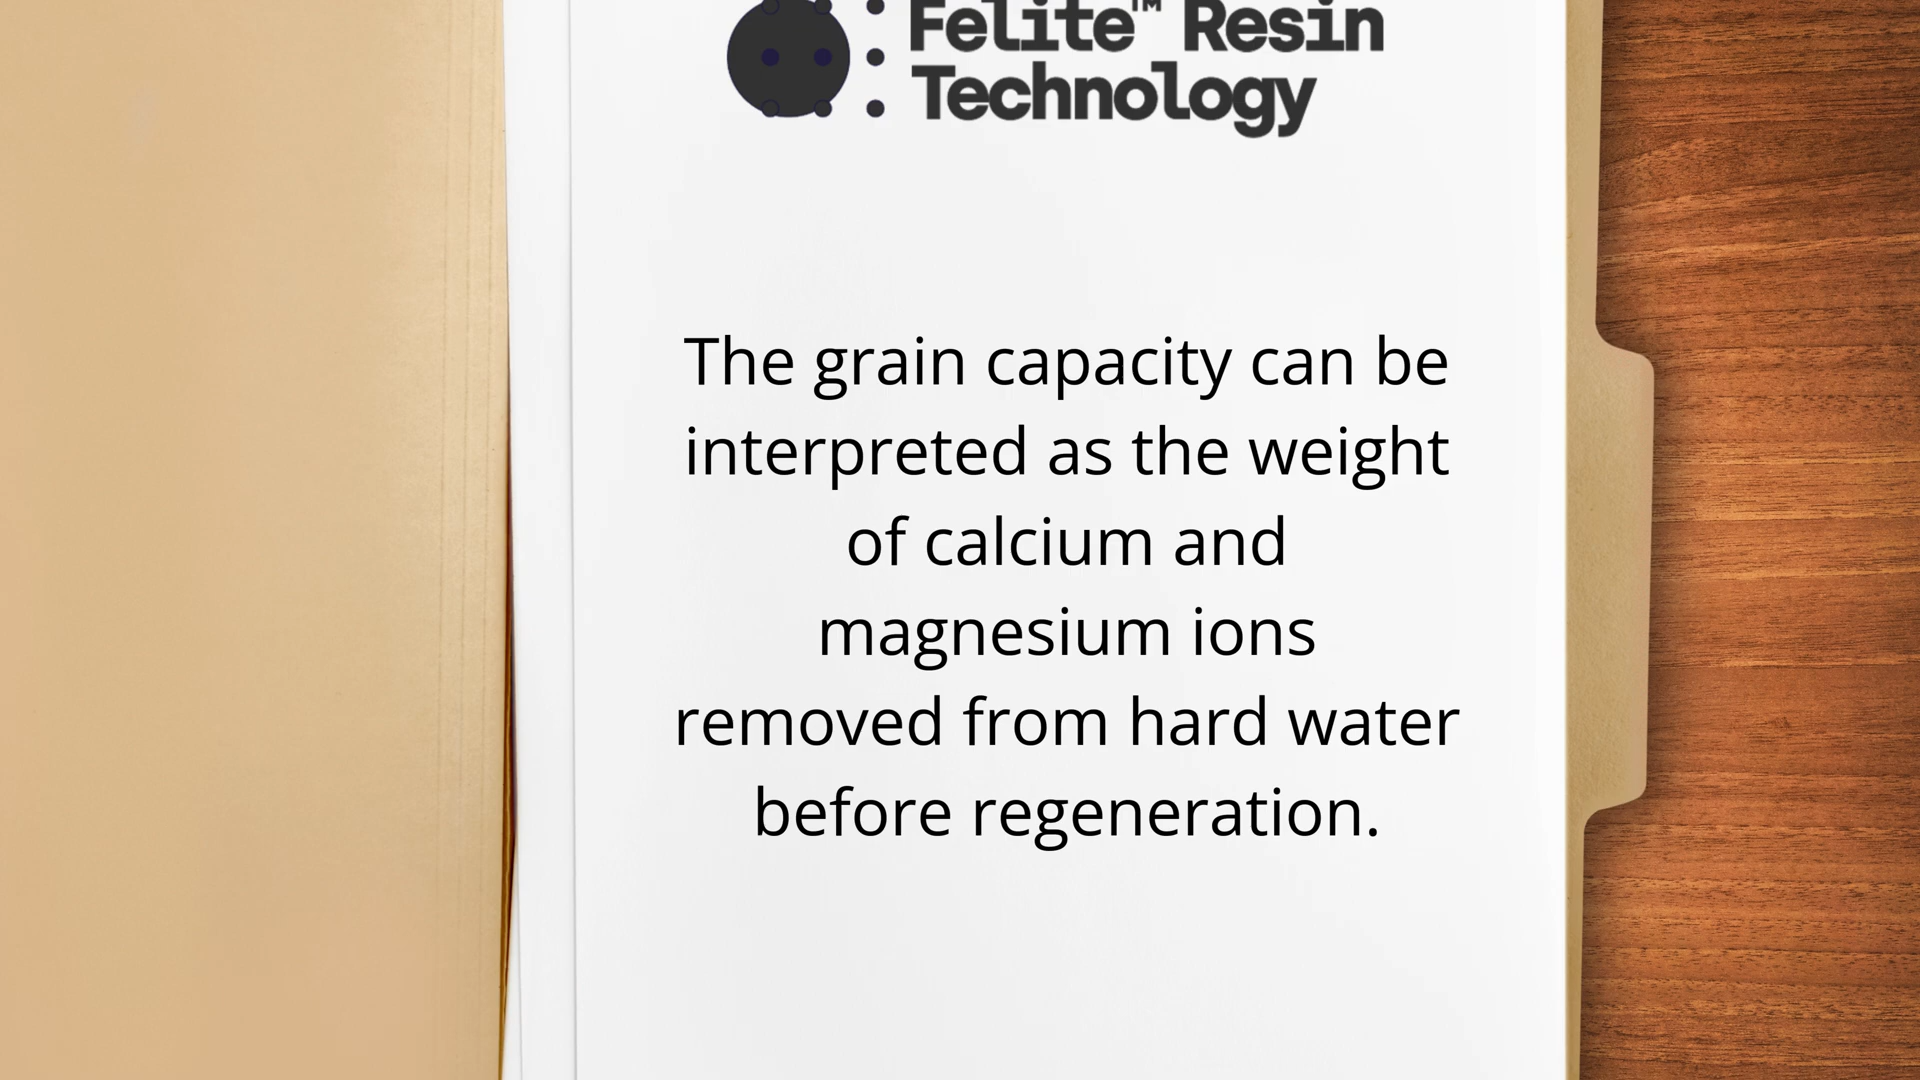 Felite™ Resin
Technology
The grain capacity can be
interpreted as the weight
of calcium and
magnesium ions
removed from hard water
before regeneration.